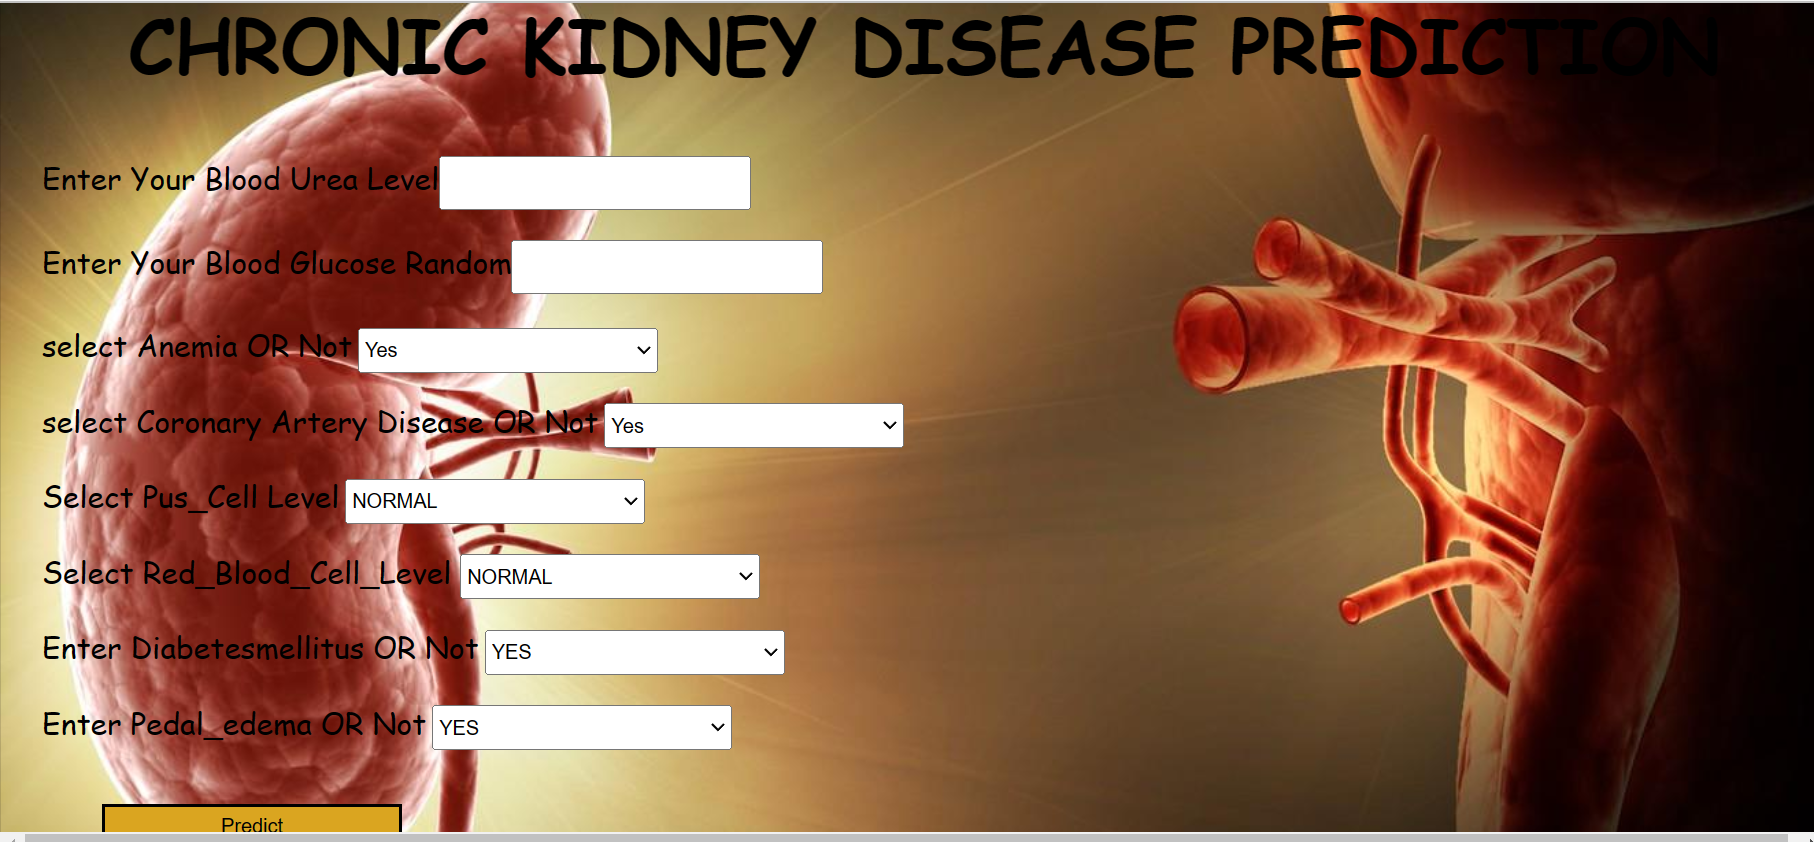 CHRONIC KIDNEY DISEASE PREDICTION
Enter Your Blood Urea Level
Enter Your Blood Glucose Random
select Anemia OR Not Yes
select Coronary Artery Disease OR Not Yes
Select Pus_Cell Level NORMAL
Select Red_Blood_Cell_Level NORMAL
Enter Diabetesmellitus OR Not YES
Enter Pedal_edema OR Not YES
Predict